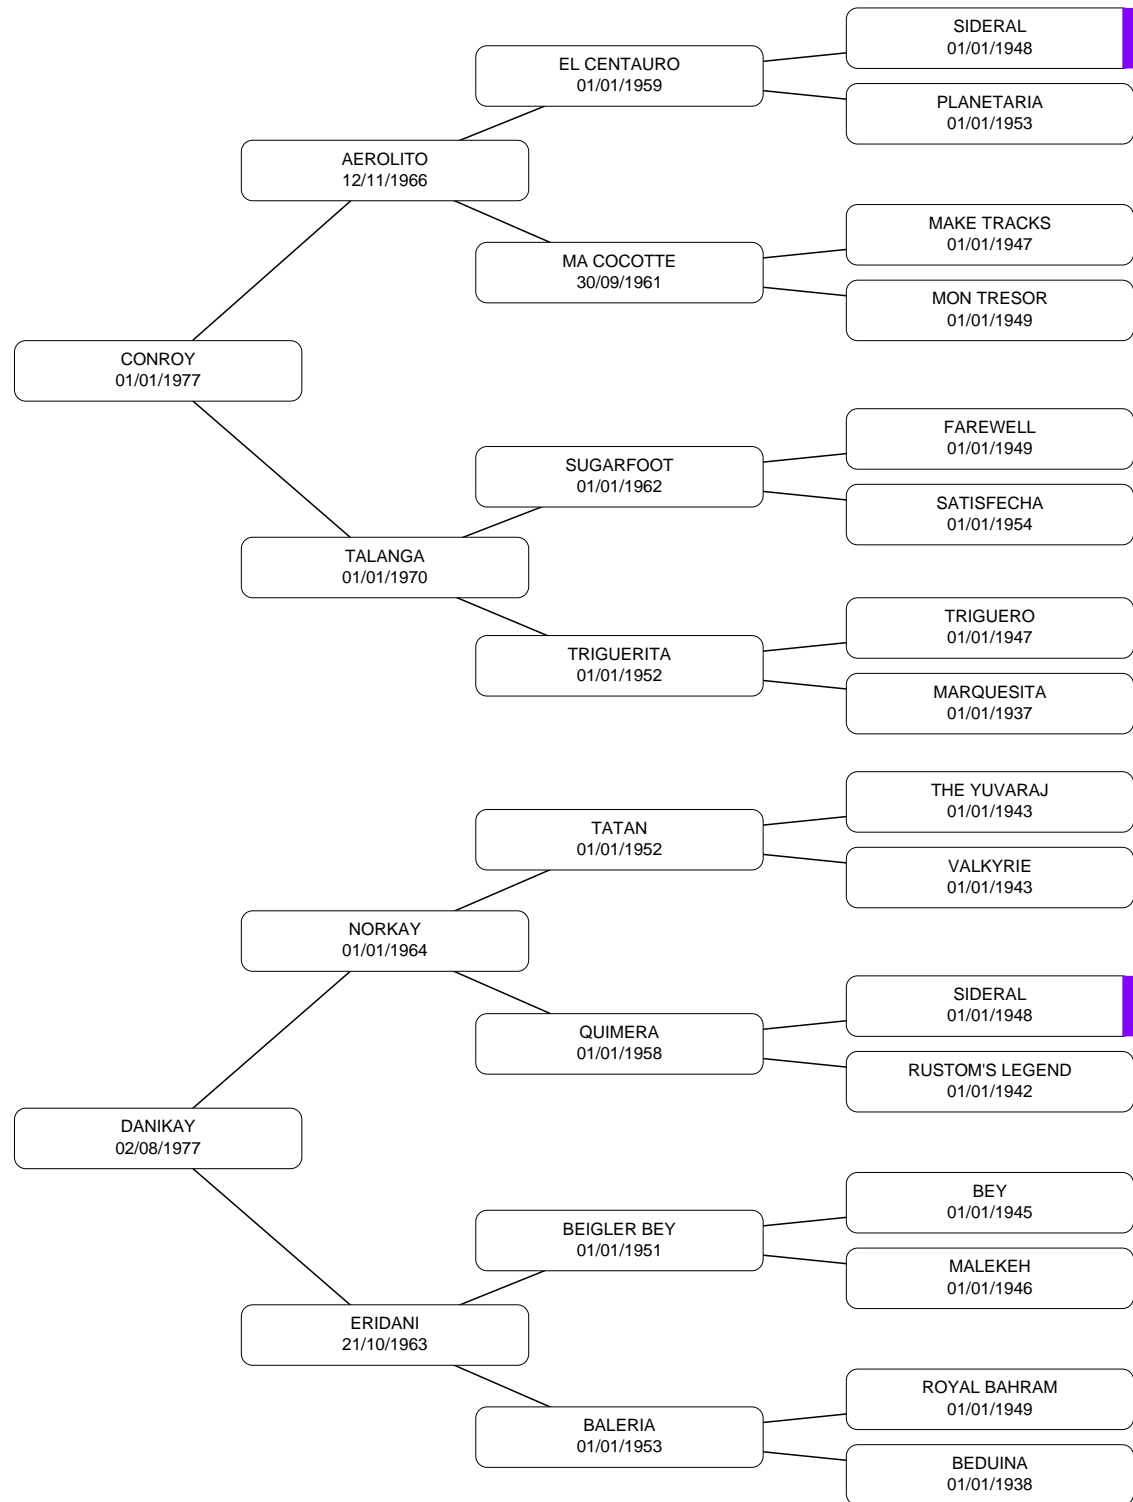 SIDERAL
01/01/1948
EL CENTAURO
01/01/1959
PLANETARIA
01/01/1953
AEROLITO
12/11/1966
MAKE TRACKS
01/01/1947
MA COCOTTE
30/09/1961
MON TRESOR
01/01/1949
CONROY
01/01/1977
FAREWELL
01/01/1949
SUGARFOOT
01/01/1962
SATISFECHA
01/01/1954
TALANGA
01/01/1970
TRIGUERO
01/01/1947
TRIGUERITA
01/01/1952
MARQUESITA
01/01/1937
THE YUVARAJ
01/01/1943
TATAN
01/01/1952
VALKYRIE
01/01/1943
NORKAY
01/01/1964
SIDERAL
01/01/1948
QUIMERA
01/01/1958
RUSTOM'S LEGEND
01/01/1942
DANIKAY
02/08/1977
BEY
01/01/1945
BEIGLER BEY
01/01/1951
MALEKEH
01/01/1946
ERIDANI
21/10/1963
ROYAL BAHRAM
01/01/1949
BALERIA
01/01/1953
BEDUINA
01/01/1938